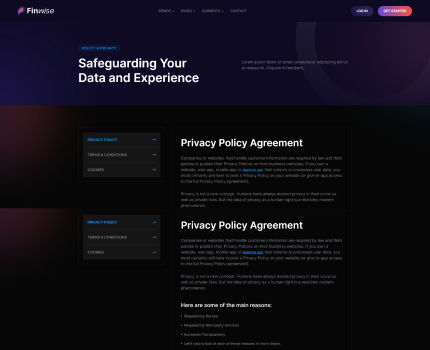 Finwise
DEMOS
PAGES
ELEMENTS
CONTACT
LOG IN
GET STARTED
POLICY & PRIVACY
Safeguarding Your
Data and Experience
Lorem ipsum dolor sit amet consectetur adipiscing elit ut
et massa mi. Aliquam in hendrerit.
PRIVACY POLICY
TERMS & CONDITIONS
COOKIES
Privacy Policy Agreement
Companies or websites that handle customer information are required by law and third
parties to publish their Privacy Policies on their business websites. If you own a
website, web app, mobile app or desktop app that collects or processes user data, you
most certainly will have to post a Privacy Policy on your website (or give in-app access
to the full Privacy Policy agreement).
Privacy is not a new concept. Humans have always desired privacy in their social as
well as private lives. But the idea of privacy as a human right is a relatively modern
phenomenon.
PRIVACY POLICY
TERMS & CONDITIONS
COOKIES
Privacy Policy Agreement
Companies or websites that handle customer information are required by law and third
parties to publish their Privacy Policies on their business websites. If you own a
website, web app, mobile app or desktop app that collects or processes user data, you
most certainly will have to post a Privacy Policy on your website (or give in-app access
to the full Privacy Policy agreement).
Privacy is not a new concept. Humans have always desired privacy in their social as
well as private lives. But the idea of privacy as a human right is a relatively modern
phenomenon.
Here are some of the main reasons:
• Required by the law
• Required by third party services
• Increases Transparency
• Let's take a look at each of these reasons in more depth.